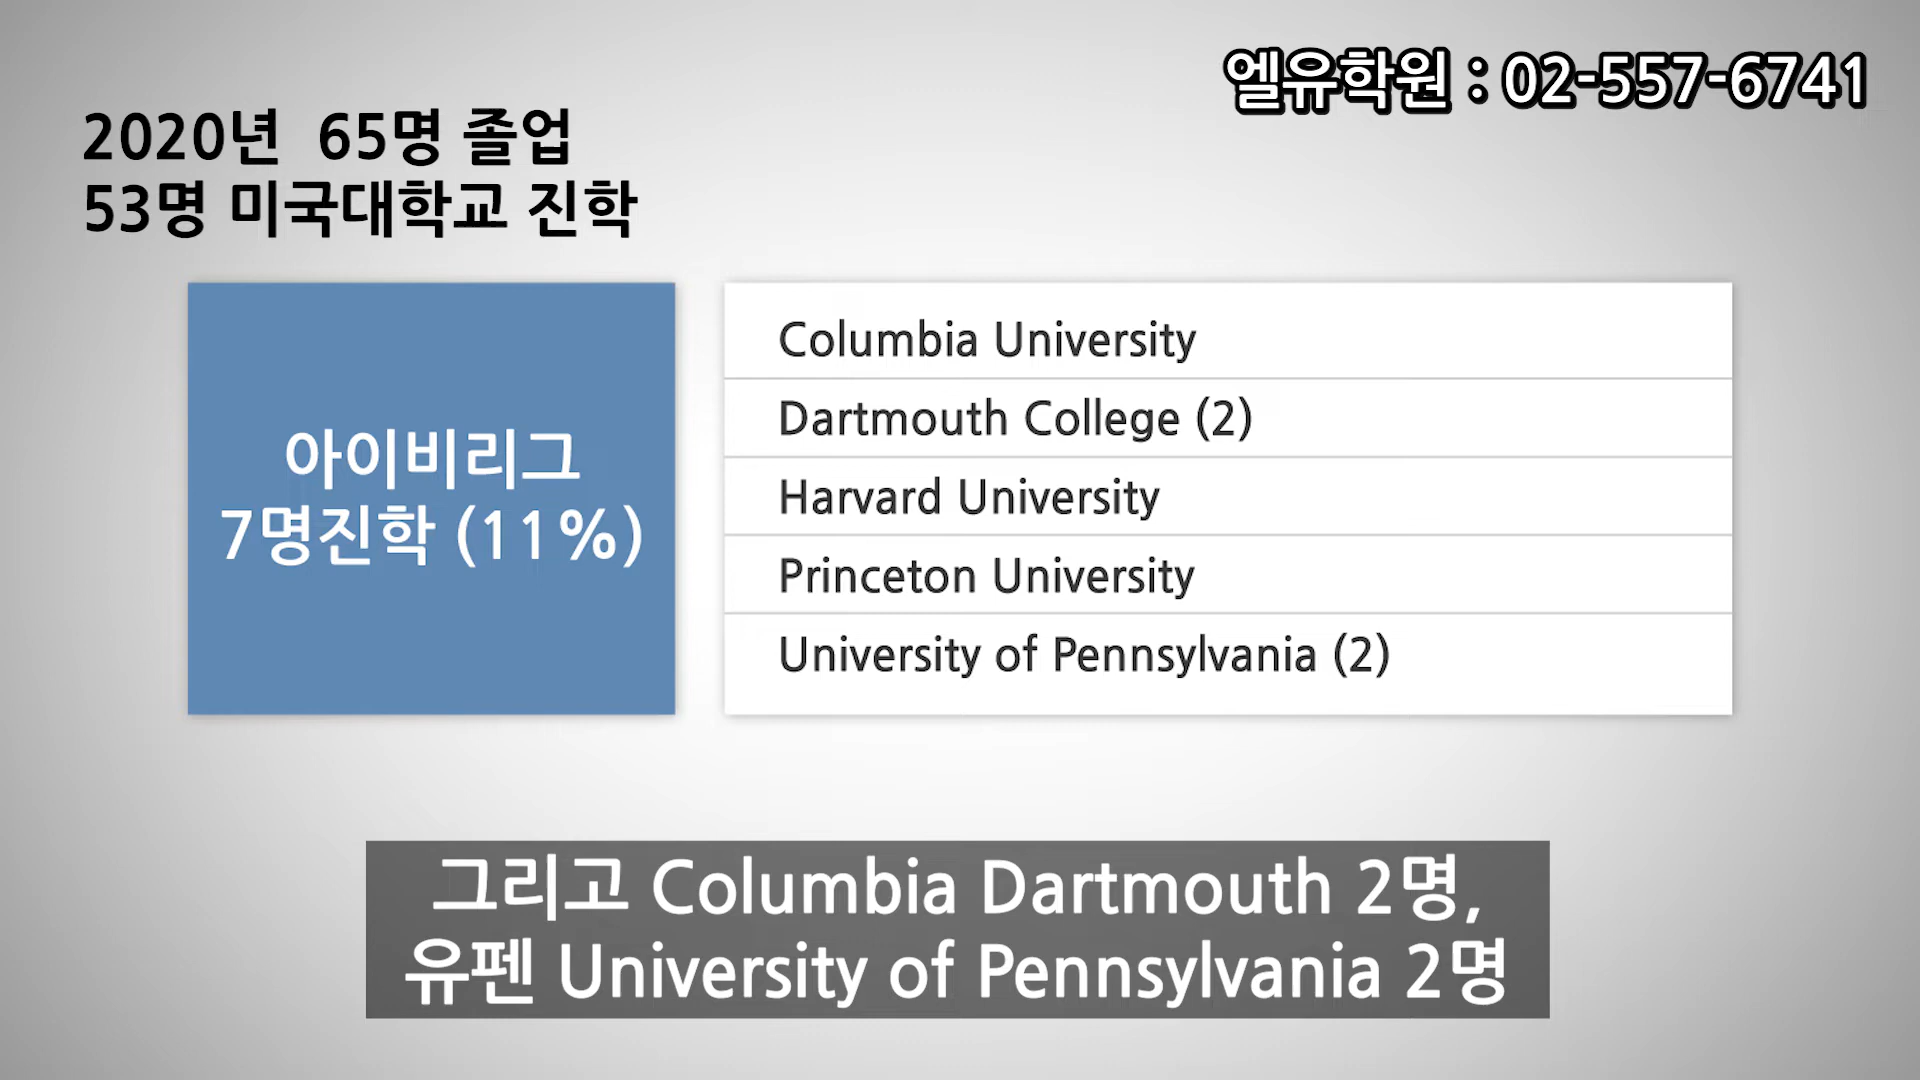 엘유학원 : 02-557-6741
2020년 65명 졸업
53명 미국대학교 진학
아이비리그
7명진학 (11%)
Columbia University
Dartmouth College (2)
Harvard University
Princeton University
University of Pennsylvania (2)
그리고 Columbia Dartmouth 2명,
유펜 University of Pennsylvania 2명